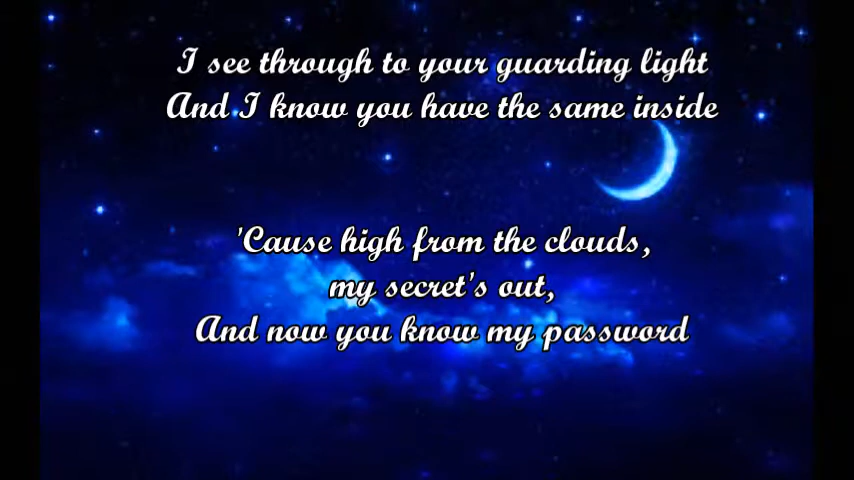 I see through to your guarding light
And I know you have the same inside
'Cause high from the clouds,
my secret's out,
And now you know my password